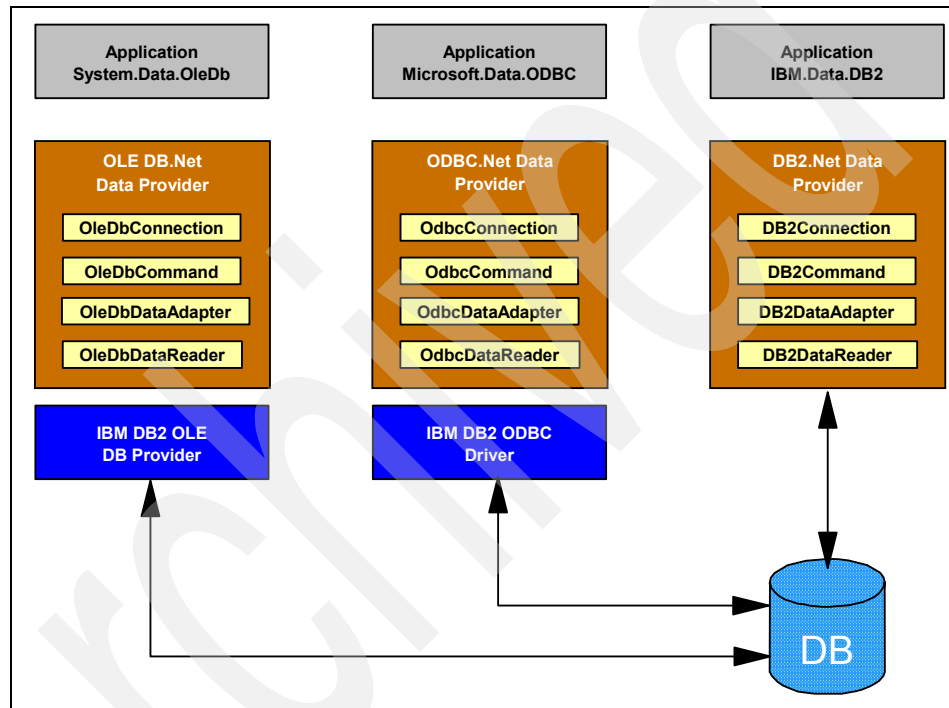 Application
System.Data.OleDb
Application
Microsoft.Data.ODBC
Application
IBM.Data.DB2
OLE DB.Net
Data Provider
OleDbConnection
OleDbCommand
OleDbDataAdapter
OleDbDataReader
ODBC.Net Data
Provider
OdbcConnection
OdbcCommand
OdbcDataAdapter
OdbcDataReader
DB2.Net Data
Provider
DB2Connection
DB2Command
DB2DataAdapter
DB2DataReader
IBM DB2 OLE
DB Provider
IBM DB2 ODBC
Driver
DB
rchived